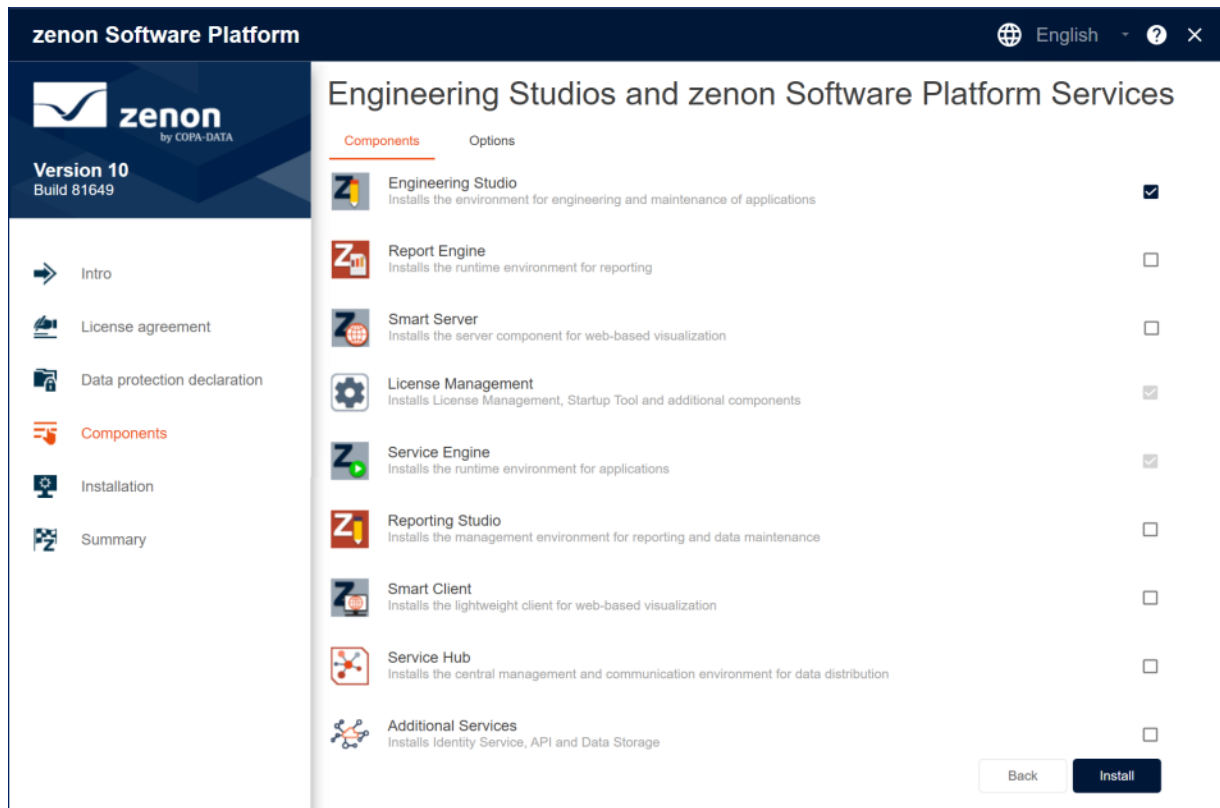 zenon Software Platform
English
zenon
by COPA-DATA
Version 10
Build 81649
Intro
License agreement
Data protection declaration
Components
Installation
Summary
Engineering Studios and zenon Software Platform Services
Components Options
Engineering Studio
Installs the environment for engineering and maintenance of applications
Report Engine
Installs the runtime environment for reporting
Smart Server
Installs the server component for web-based visualization
License Management
Installs License Management, Startup Tool and additional components
Service Engine
Installs the runtime environment for applications
Reporting Studio
Installs the management environment for reporting and data maintenance
Smart Client
Installs the lightweight client for web-based visualization
Service Hub
Installs the central management and communication environment for data distribution
Additional Services
Installs Identity Service, API and Data Storage
Back Install